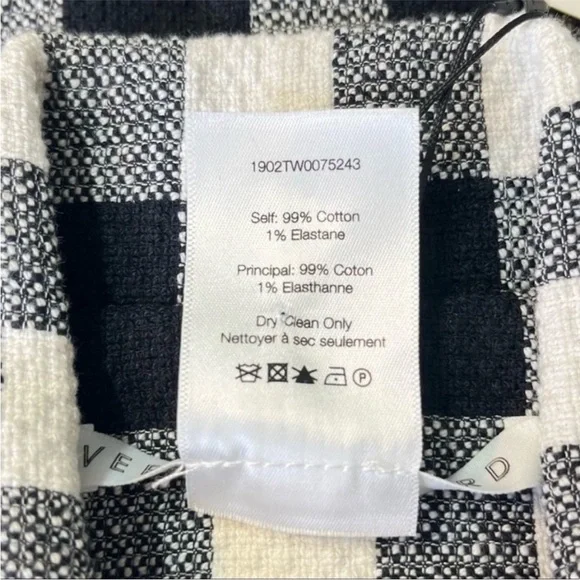 1902TW0075243
Self: 99% Cotton
1% Elastane
Principal: 99% Coton
1% Elasthanne
Dry Clean Only
Nettoyer à sec seulement
P